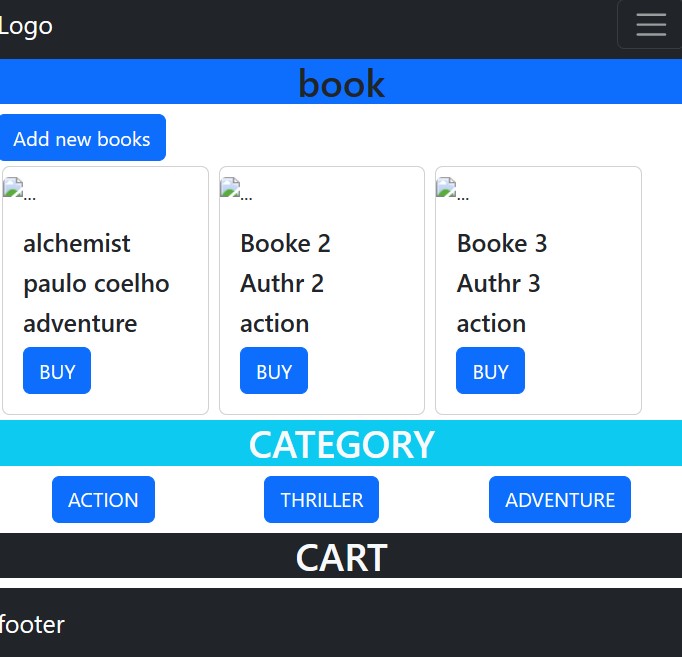 Logo
book
Add new books
... ... ...
alchemist Booke 2 Booke 3
paulo coelho Authr 2 Authr 3
adventure action action
BUY BUY BUY
CATEGORY
ACTION THRILLER ADVENTURE
CART
footer